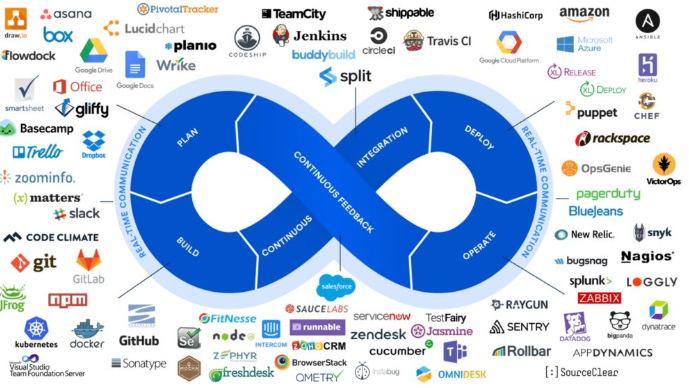 draw.io
asana
PivotalTracker
TeamCity
shippable
HashiCorp
amazon
ANSIBLE
box
Lucidchart
Jenkins
circleci
Travis CI
Google Cloud Platform
Microsoft
Azure
heroku
flowdock
Google Drive
planio
CODESHIP
buddybuild
Google Docs
Wrike
split
XL RELEASE
XL DEPLOY
smartsheet
Office
gliffy
puppet
CHEF
Basecamp
rackspace
Trello
Dropbox
OpsGenie
VictorOps
zoominfo.
pagerduty
(x) matters
BlueJeans
slack
New Relic.
snyk
CODE CLIMATE
bugsnag
Nagios
git
GitLab
splunk>
LOGGLY
ZABBIX
PLAN
BUILD
CONTINUOUS
INTEGRATION
CONTINUOUS FEEDBACK
DEPLOY
OPERATE
REAL-TIME COMMUNICATION
REAL-TIME COMMUNICATION
JFrog
npm
salesforce
SAUCELABS
FitNesse
servicenow
TestFairy
RAYGUN
kubernetes
docker
GitHub
Se
node
INTERCOM
runnable
zendesk
Jasmine
SENTRY
DATADOG
bigpanda
dynatrace
ZOHO CRM
cucumber
Visual Studio
Team Foundation Server
Sonatype
MOCHA
ZEPHYR
freshdesk
BrowserStack
QMETRY
Instabug
OMNIDESK
Rollbar
APPDYNAMICS
[:] SourceClear